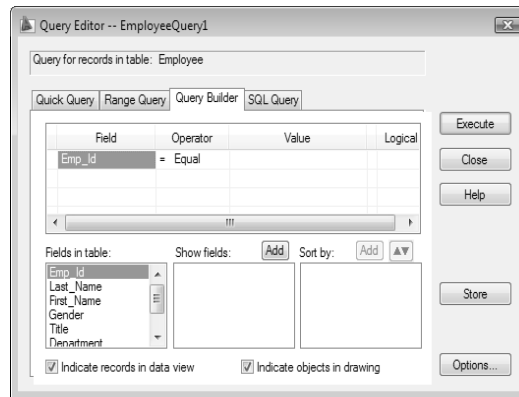 Query Editor -- EmployeeQuery1
Query for records in table: Employee
Quick Query Range Query Query Builder SQL Query
Field Operator Value Logical
Emp_Id = Equal
Execute
Close
Help
Fields in table: Show fields: Add Sort by: Add ▲▼
Emp_Id
Last_Name
First_Name
Gender
Title
Department
Store
Indicate records in data view Indicate objects in drawing
Options...